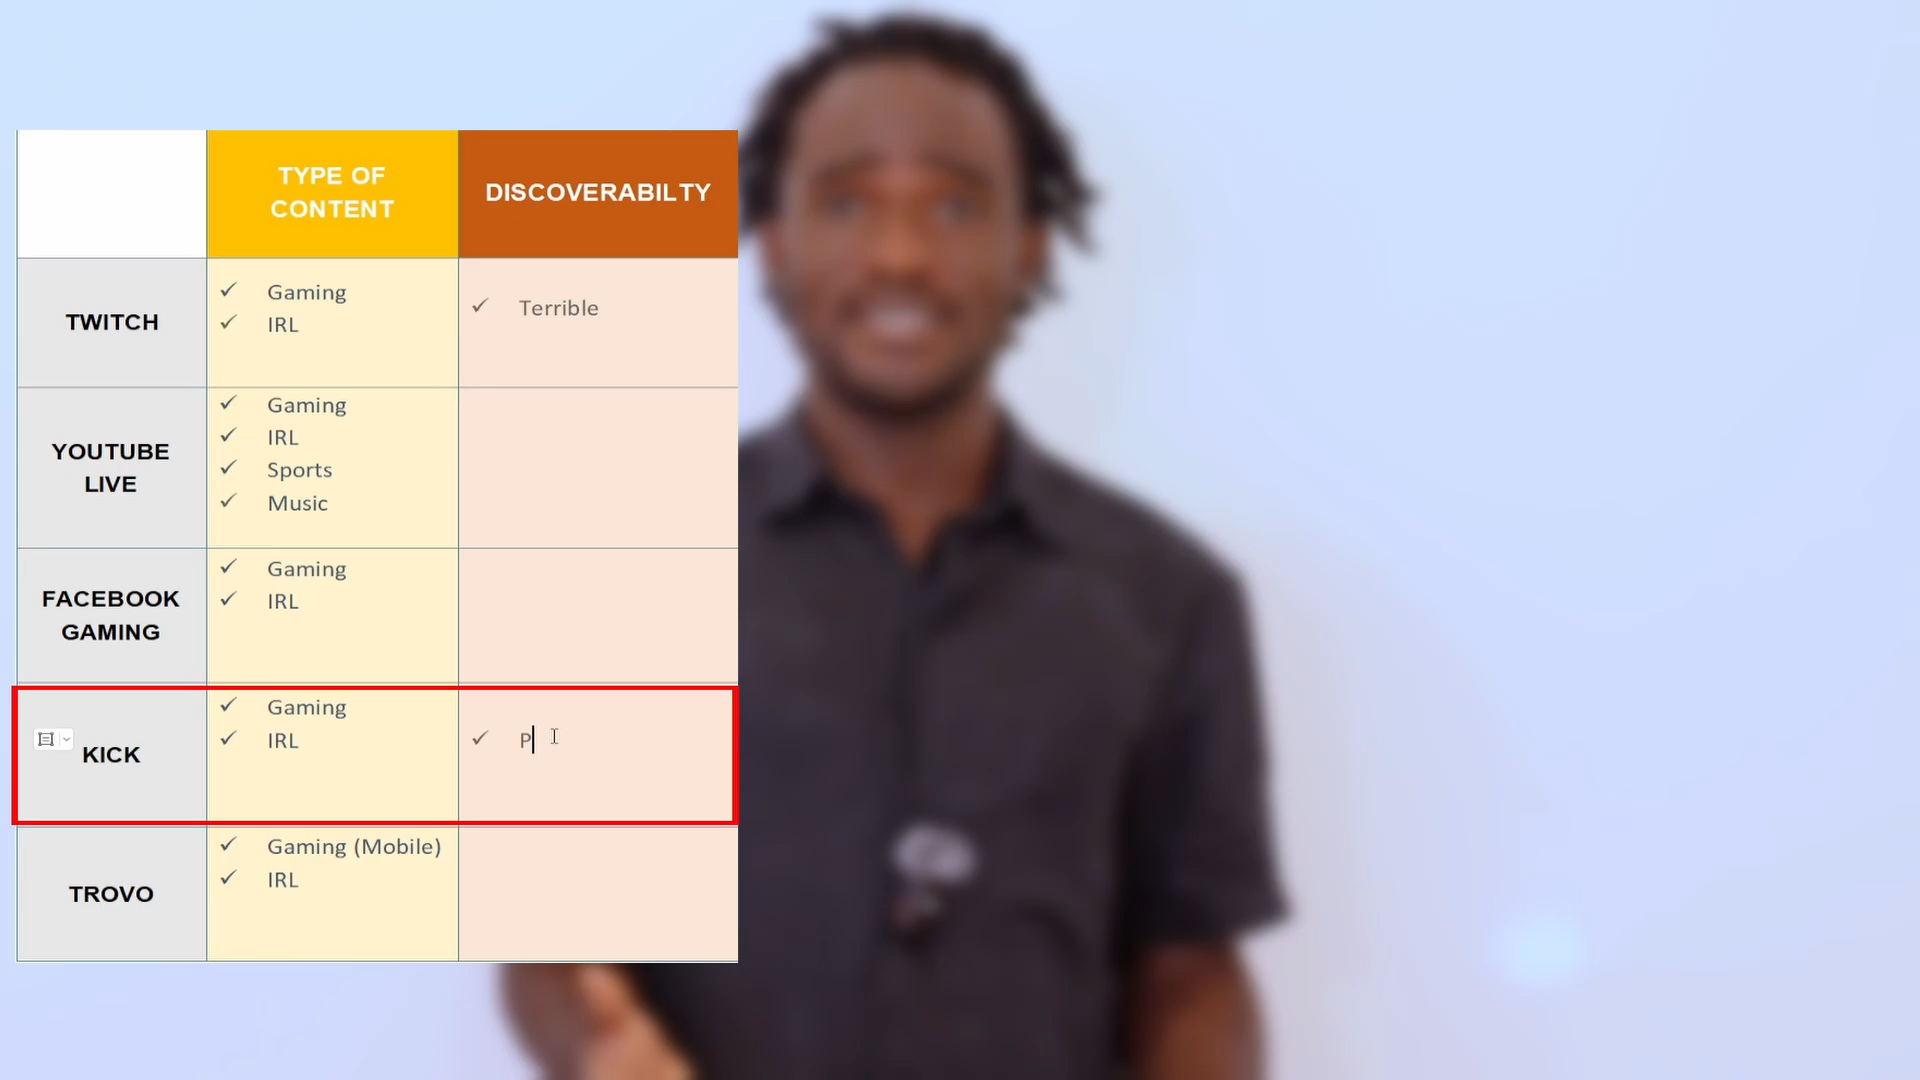 TYPE OF
CONTENT
DISCOVERABILTY
TWITCH
✓ Gaming
✓ IRL
✓ Terrible
YOUTUBE
LIVE
✓ Gaming
✓ IRL
✓ Sports
✓ Music
FACEBOOK
GAMING
✓ Gaming
✓ IRL
KICK
✓ Gaming
✓ IRL
✓ P
TROVO
✓ Gaming (Mobile)
✓ IRL